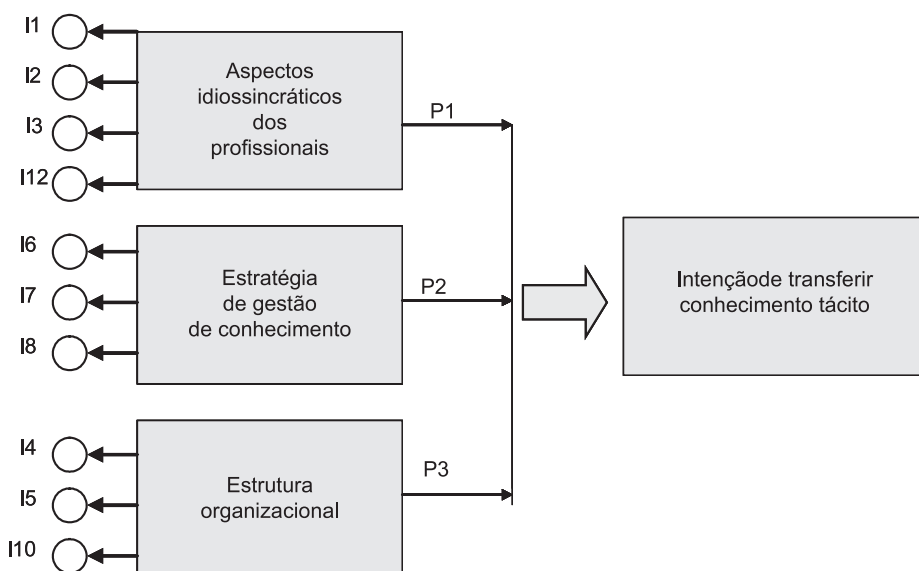 I1
I2
I3
I12
Aspectos
idiossincráticos
dos
profissionais
P1
I6
I7
I8
Estratégia
de gestão
de conhecimento
P2
I4
I5
I10
Estrutura
organizacional
P3
Intençãode transferir
conhecimento tácito